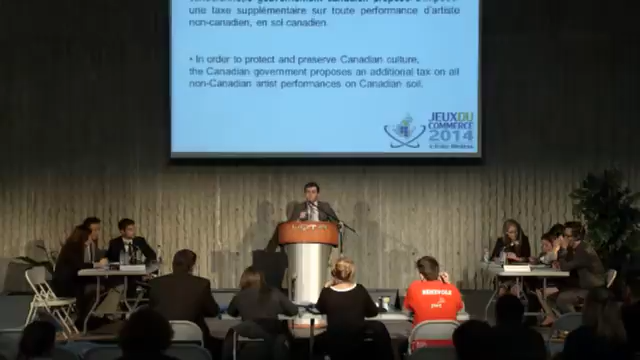 une taxe supplémentaire sur toute performance d'artiste
non-canadien, en sol canadien.
• In order to protect and preserve Canadian culture,
the Canadian government proposes an additional tax on all
non-Canadian artist performances on Canadian soil.
JEUXDU
COMMERCE
2014
BÉNÉVOLE